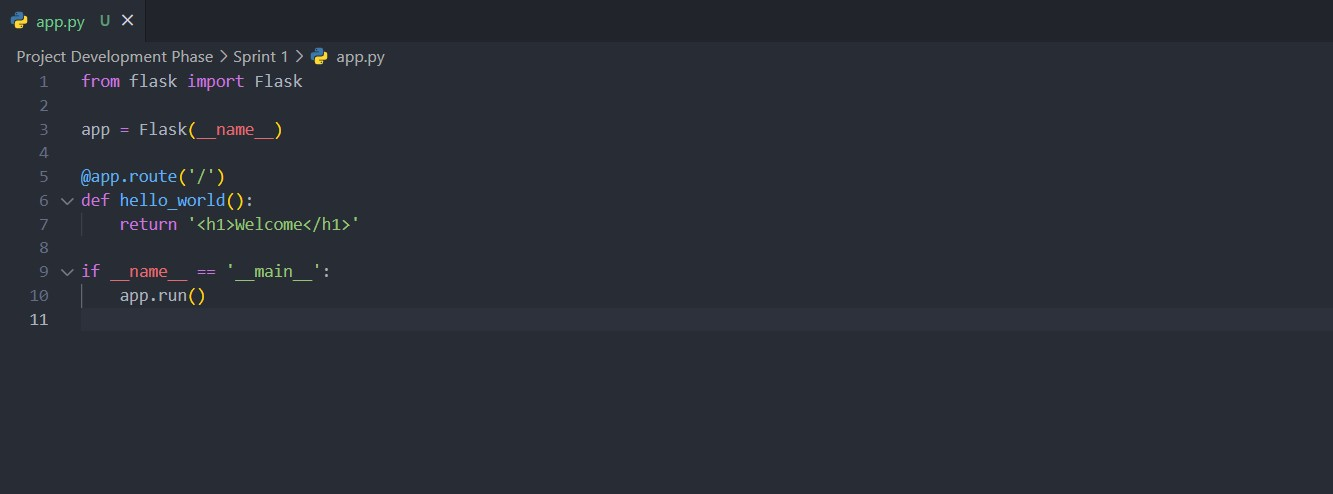 app.py U
Project Development Phase > Sprint 1 > app.py
1 from flask import Flask
2
3 app = Flask(__name__)
4
5 @app.route('/')
6 def hello_world():
7     return '<h1>Welcome</h1>'
8
9 if __name__ == '__main__':
10     app.run()
11